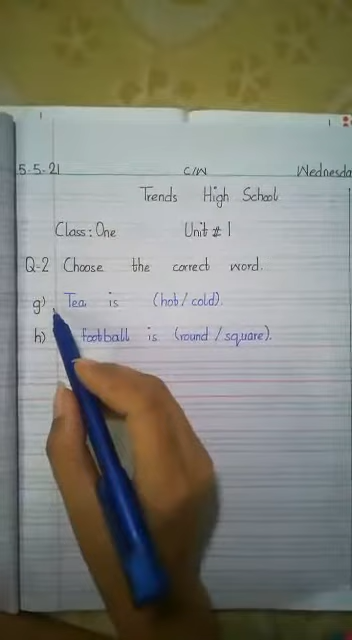 5-5-21 C/W Wednesda
Trends High School
Class: One Unit # 1
Q-2 Choose the correct word.
g) Tea is (hot/cold).
h) football is (round/square).